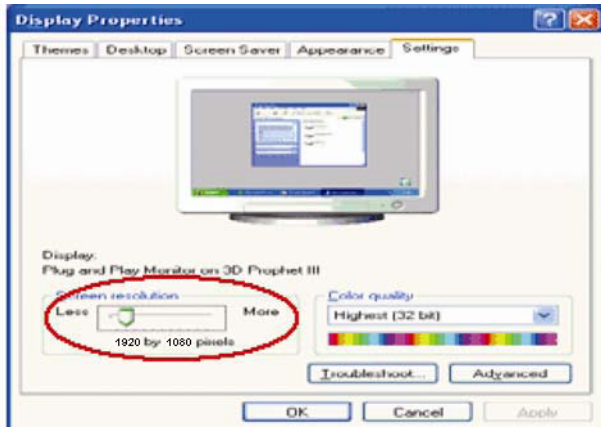 Display Properties
Themes Desktop Screen Saver Appearance Settings
Display:
Plug and Play Monitor on 3D Prophet III
Screen resolution
Less More
1920 by 1080 pixels
Color quality
Highest (32 bit)
Troubleshoot... Advanced
OK Cancel Apply